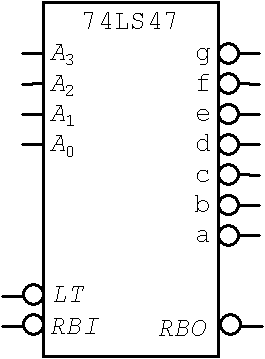 74LS47
A₃ g
A₂ f
A₁ e
A₀ d
c
b
a
LT
RBI RBO